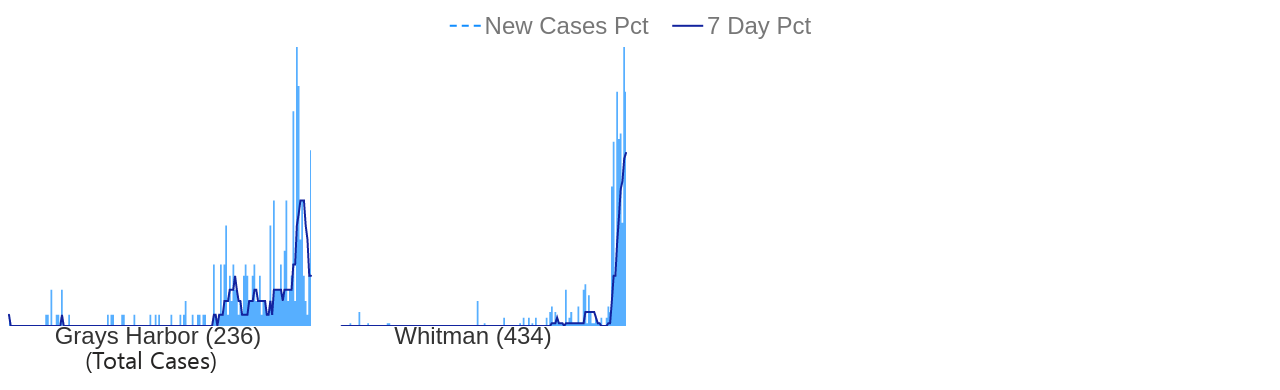 New Cases Pct 7 Day Pct
Grays Harbor (236) Whitman (434)
(Total Cases)